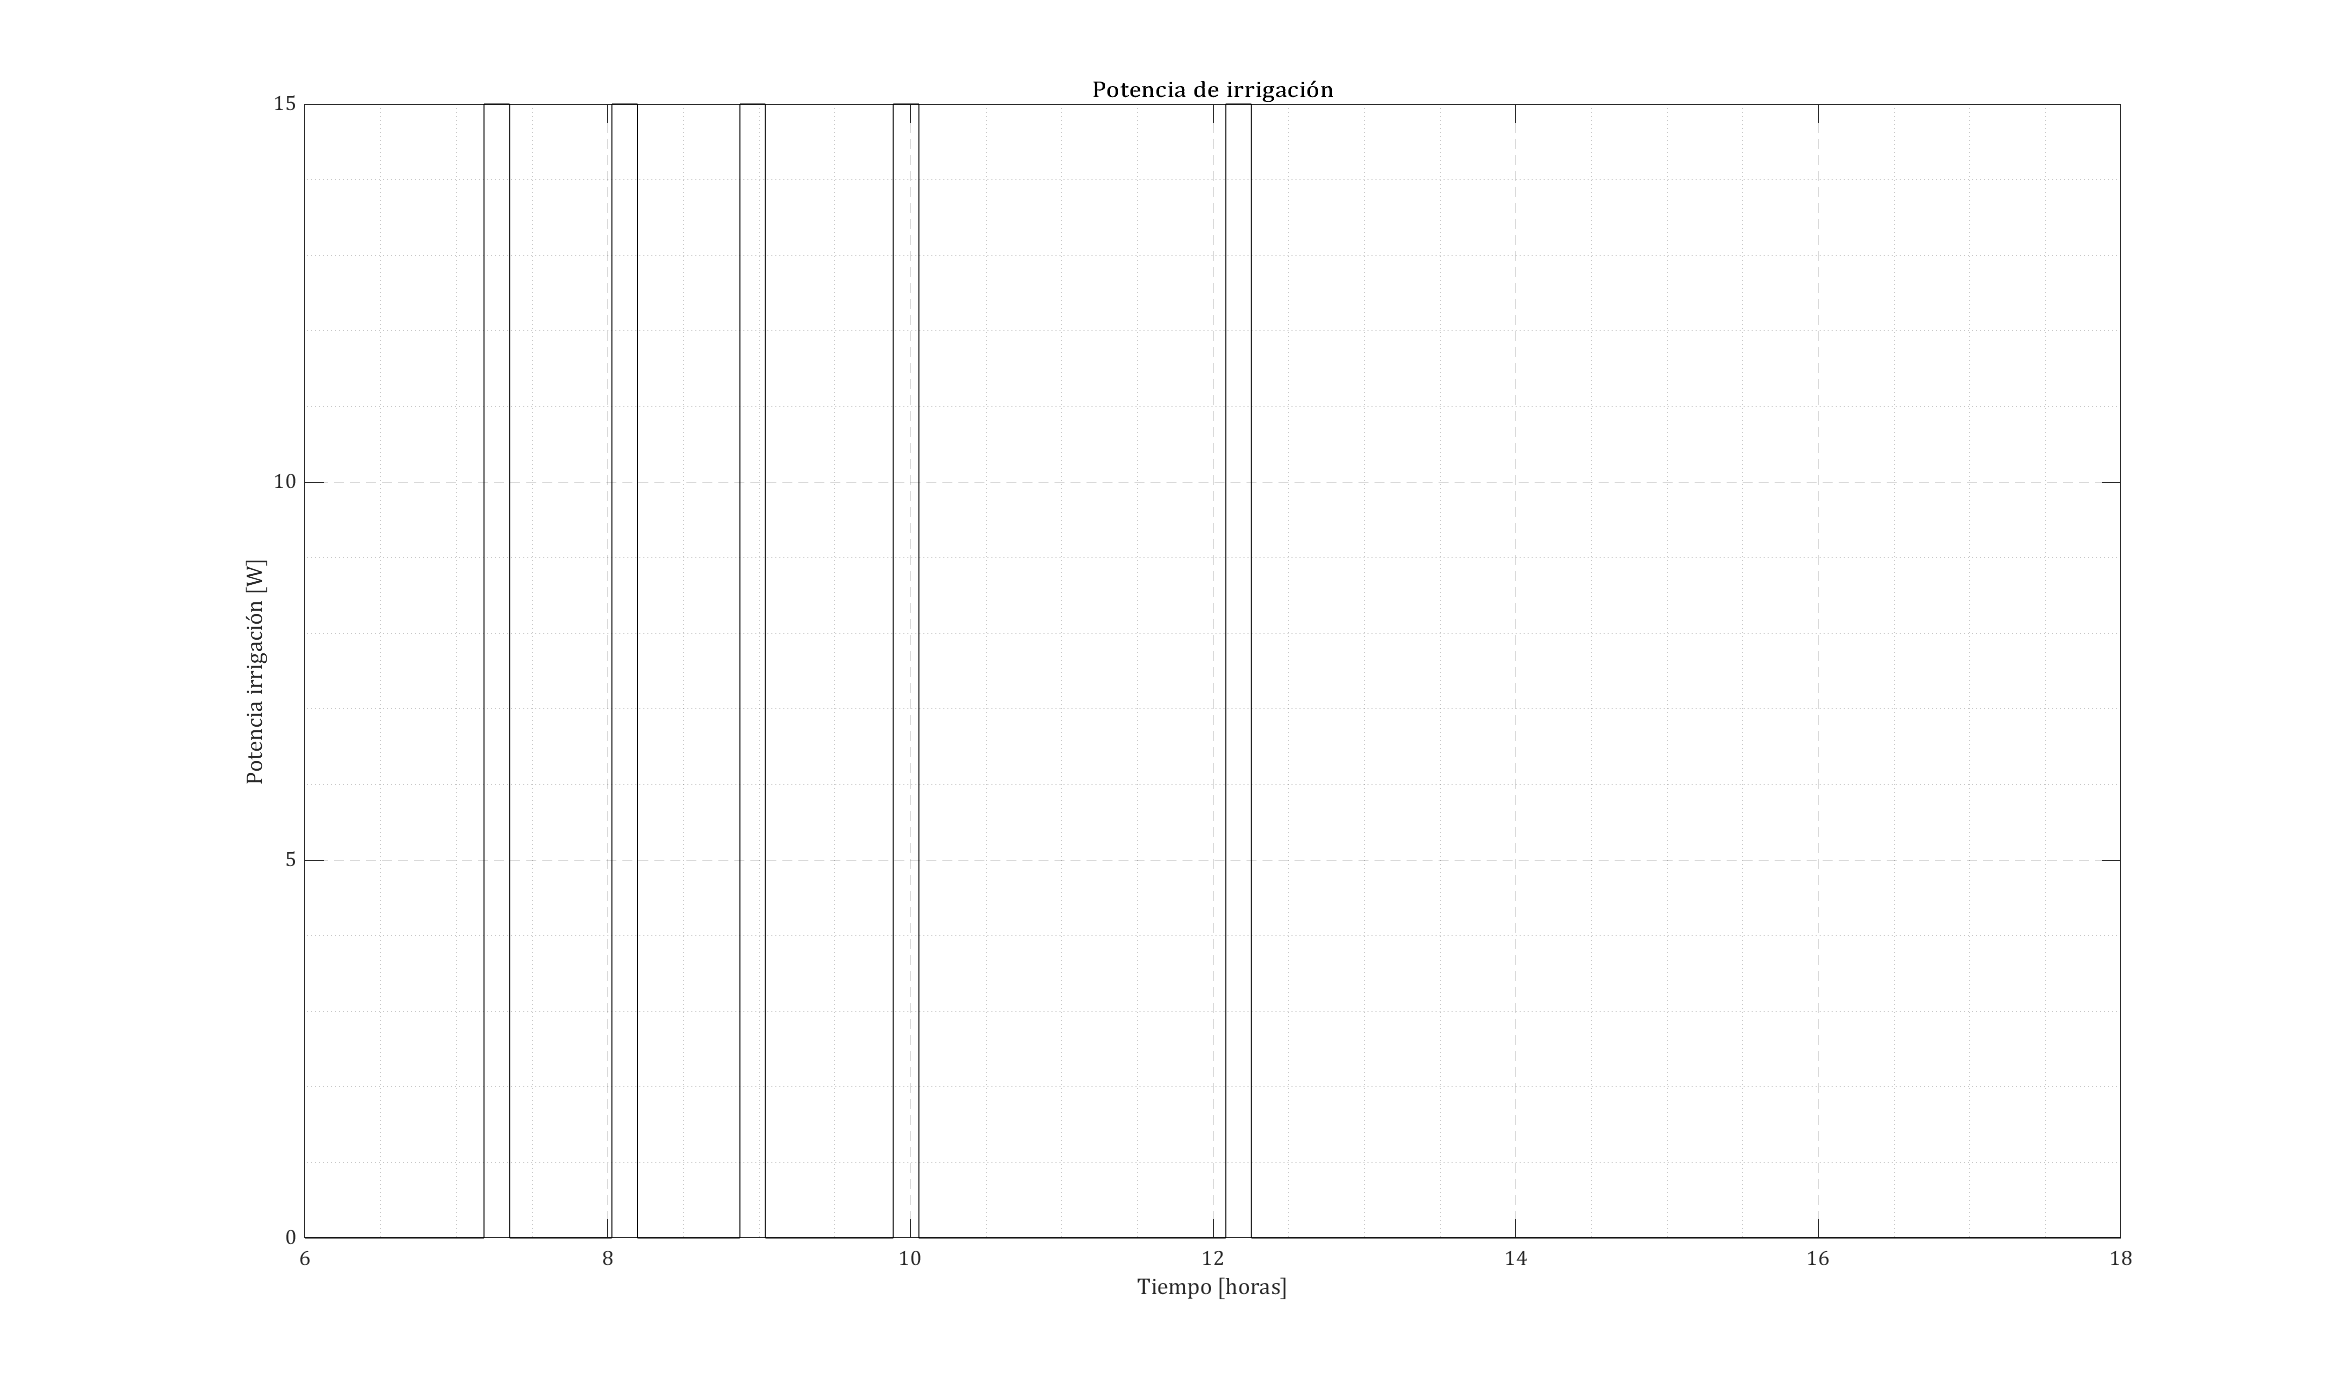 Potencia de irrigación
15
10
5
0
Potencia irrigación [W]
6 8 10 12 14 16 18
Tiempo [horas]